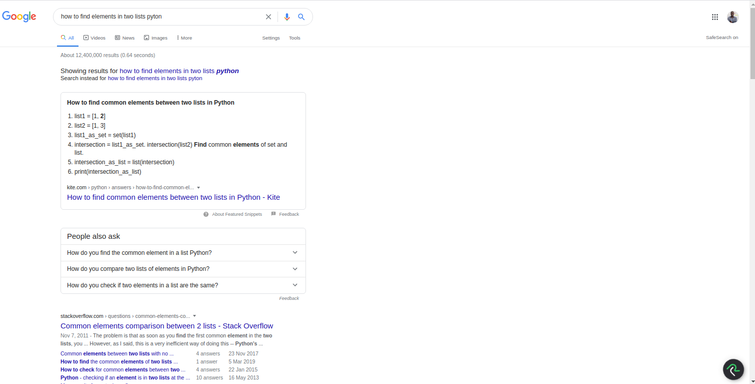 Google
how to find elements in two lists pyton
All Videos News Images More Settings Tools SafeSearch on
About 12,400,000 results (0.64 seconds)
Showing results for how to find elements in two lists python
Search instead for how to find elements in two lists pyton
How to find common elements between two lists in Python
1. list1 = [1, 2]
2. list2 = [1, 3]
3. list1_as_set = set(list1)
4. intersection = list1_as_set. intersection(list2) Find common elements of set and
list.
5. intersection_as_list = list(intersection)
6. print(intersection_as_list)
kite.com › python › answers › how-to-find-common-el...
How to find common elements between two lists in Python - Kite
About Featured Snippets Feedback
People also ask
How do you find the common element in a list Python?
How do you compare two lists of elements in Python?
How do you check if two elements in a list are the same?
Feedback
stackoverflow.com › questions › common-elements-co...
Common elements comparison between 2 lists - Stack Overflow
Nov 7, 2011 - The problem is that as soon as you find the first common element in the two
lists, you ... However, as I said, this is a very inefficient way of doing this -- Python's ...
Common elements between two lists with no ... 4 answers 23 Nov 2017
How to find the common elements of two lists ... 1 answer 5 Mar 2019
How to check for common elements between two ... 4 answers 22 Jan 2015
Python - checking if an element is in two lists at the ... 10 answers 16 May 2013